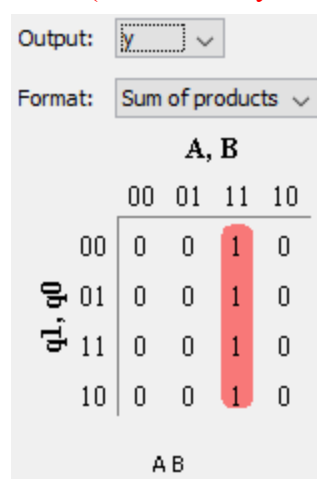 Output: y
Format: Sum of products
A, B
00 01 11 10
q1, q0
00 0 0 1 0
01 0 0 1 0
11 0 0 1 0
10 0 0 1 0
A B